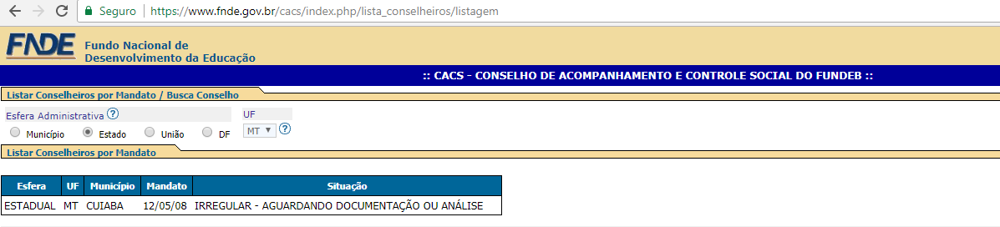 Seguro https://www.fnde.gov.br/cacs/index.php/lista_conselheiros/listagem
FNDE Fundo Nacional de
Desenvolvimento da Educação
:: CACS - CONSELHO DE ACOMPANHAMENTO E CONTROLE SOCIAL DO FUNDEB ::
Listar Conselheiros por Mandato / Busca Conselho
Esfera Administrativa ? UF
Município Estado União DF MT ?
Listar Conselheiros por Mandato
Esfera UF Município Mandato Situação
ESTADUAL MT CUIABA 12/05/08 IRREGULAR - AGUARDANDO DOCUMENTAÇÃO OU ANÁLISE